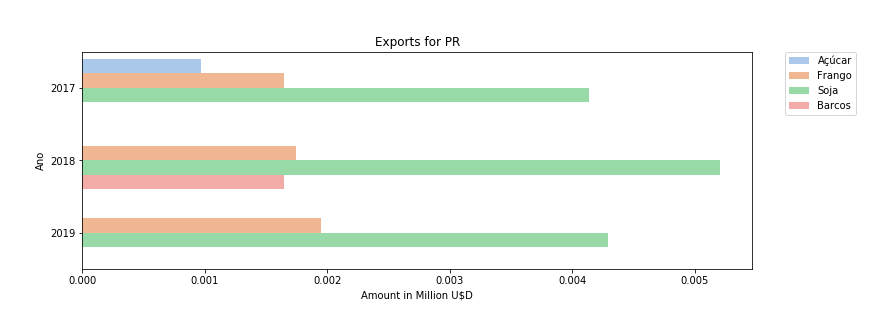 Exports for PR
Açúcar
Frango
Soja
Barcos
2017
2018
2019
Ano
0.000 0.001 0.002 0.003 0.004 0.005
Amount in Million U$D